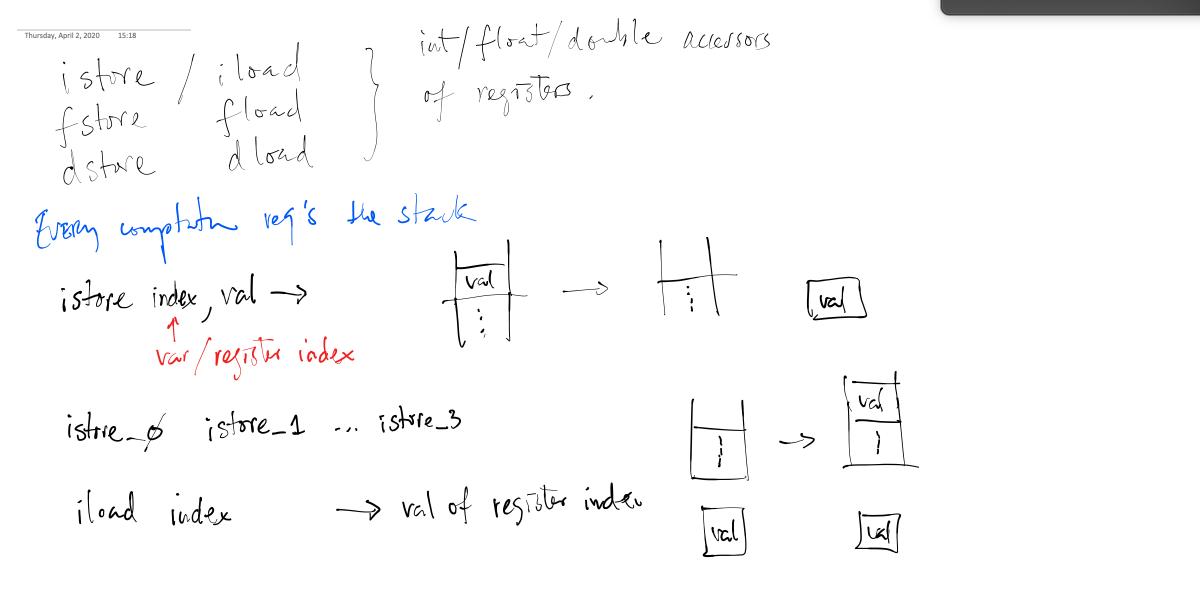 Thursday, April 2, 2020 15:18
istore / iload
fstore fload
dstore dload
int/float/double accessors
of registers.
Every computation req's the stack
istore index, val →
val
→
val
var/register index
istore_0 istore_1 ... istore_3
val
→
iload index → val of register index
val
val